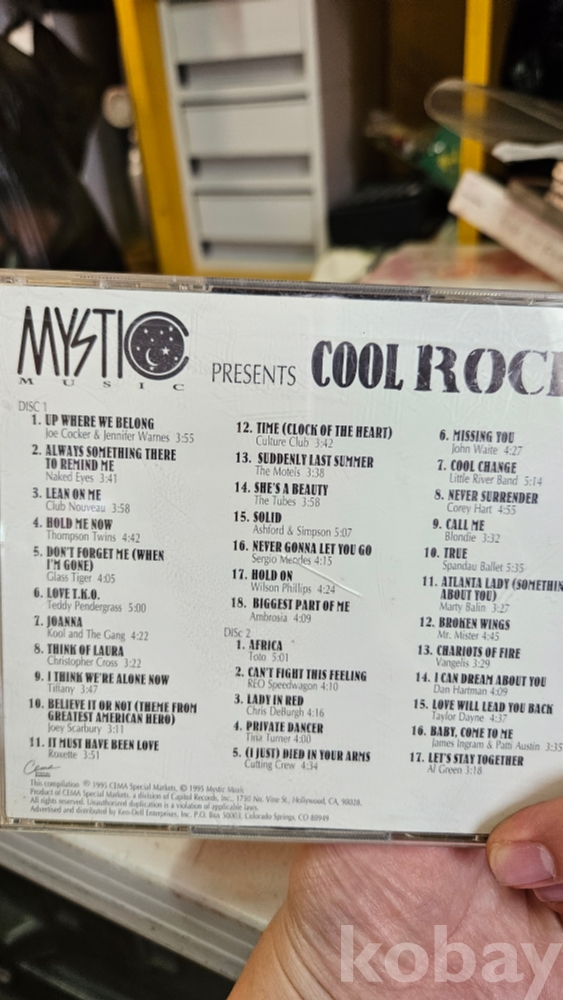 MYSTIC
MUSIC
PRESENTS COOL ROCK
DISC 1
1. UP WHERE WE BELONG
Joe Cocker & Jennifer Warnes 3:55
2. ALWAYS SOMETHING THERE
TO REMIND ME
Naked Eyes 3:41
3. LEAN ON ME
Club Nouveau 3:58
4. HOLD ME NOW
Thompson Twins 4:42
5. DON'T FORGET ME (WHEN
I'M GONE)
Glass Tiger 4:05
6. LOVE T.K.O.
Teddy Pendergrass 5:00
7. JOANNA
Kool and The Gang 4:22
8. THINK OF LAURA
Christopher Cross 3:22
9. I THINK WE'RE ALONE NOW
Tiffany 3:47
10. BELIEVE IT OR NOT (THEME FROM
GREATEST AMERICAN HERO)
Joey Scarbury 3:11
11. IT MUST HAVE BEEN LOVE
Roxette 3:51
12. TIME (CLOCK OF THE HEART)
Culture Club 3:42
13. SUDDENLY LAST SUMMER
The Motels 3:38
14. SHE'S A BEAUTY
The Tubes 3:58
15. SOLID
Ashford & Simpson 5:07
16. NEVER GONNA LET YOU GO
Sergio Mendes 4:15
17. HOLD ON
Wilson Phillips 4:24
18. BIGGEST PART OF ME
Ambrosia 4:09
DISC 2
1. AFRICA
Toto 5:01
2. CAN'T FIGHT THIS FEELING
REO Speedwagon 4:10
3. LADY IN RED
Chris DeBurgh 4:16
4. PRIVATE DANCER
Tina Turner 4:00
5. (I JUST) DIED IN YOUR ARMS
Cutting Crew 4:34
6. MISSING YOU
John Waite 4:27
7. COOL CHANGE
Little River Band 5:14
8. NEVER SURRENDER
Corey Hart 4:55
9. CALL ME
Blondie 3:32
10. TRUE
Spandau Ballet 5:35
11. ATLANTA LADY (SOMETHIN
ABOUT YOU)
Marty Balin 3:27
12. BROKEN WINGS
Mr. Mister 4:45
13. CHARIOTS OF FIRE
Vangelis 3:29
14. I CAN DREAM ABOUT YOU
Dan Hartman 4:09
15. LOVE WILL LEAD YOU BACK
Taylor Dayne 4:37
16. BABY, COME TO ME
James Ingram & Patti Austin 3:35
17. LET'S STAY TOGETHER
Al Green 3:18
Cema
This compilation ℗ 1995 CEMA Special Markets. © 1995 Mystic Music
Product of CEMA Special Markets, a division of Capitol Records, Inc., 1750 No. Vine St., Hollywood, CA, 90028.
All rights reserved. Unauthorized duplication is a violation of applicable laws.
Advertised and distributed by Ken-Dell Enterprises, Inc. P.O. Box 50003, Colorado Springs, CO 80949
kobay